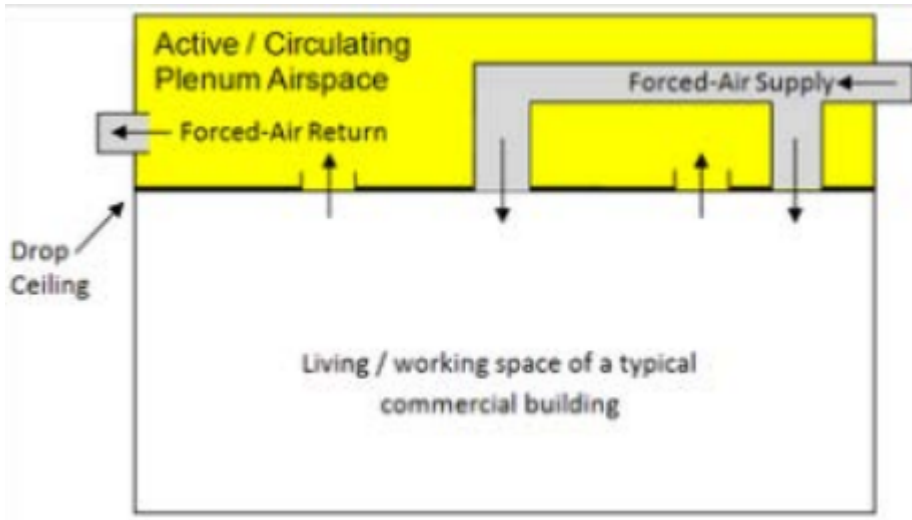 Active / Circulating
Plenum Airspace
Forced-Air Supply
Forced-Air Return
Drop
Ceiling
Living / working space of a typical
commercial building